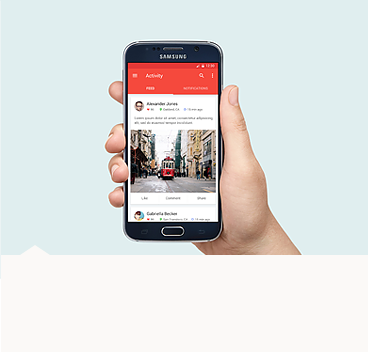 SAMSUNG
Activity
FEED NOTIFICATIONS
Alexander Jones
Lorem ipsum dolor sit amet, consectetur adipiscing
elit, sed do eiusmod tempor incididunt.
Like Comment Share
Gabriella Becker